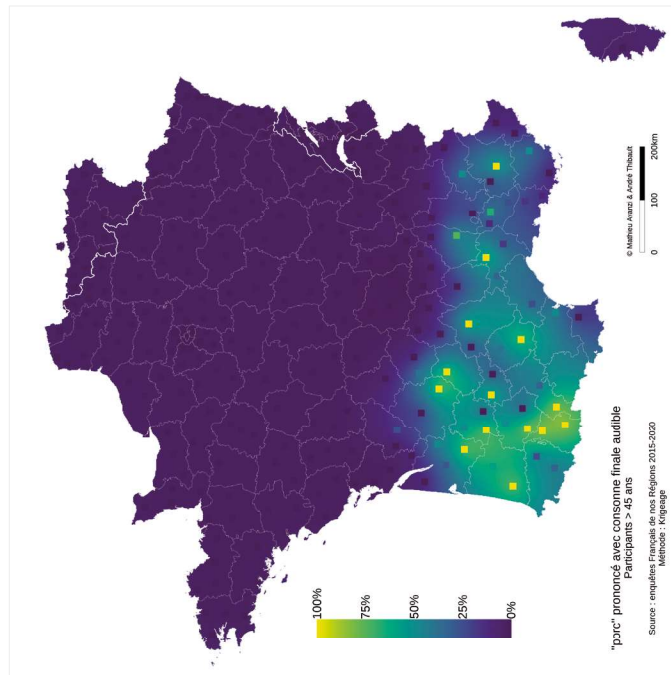 © Mathieu Avanzi & André Thibault
0 100 200km
100%
75%
50%
25%
0%
"porc" prononcé avec consonne finale audible
Participants > 45 ans
Source : enquêtes Français de nos Régions 2015-2020
Méthode : Krigeage